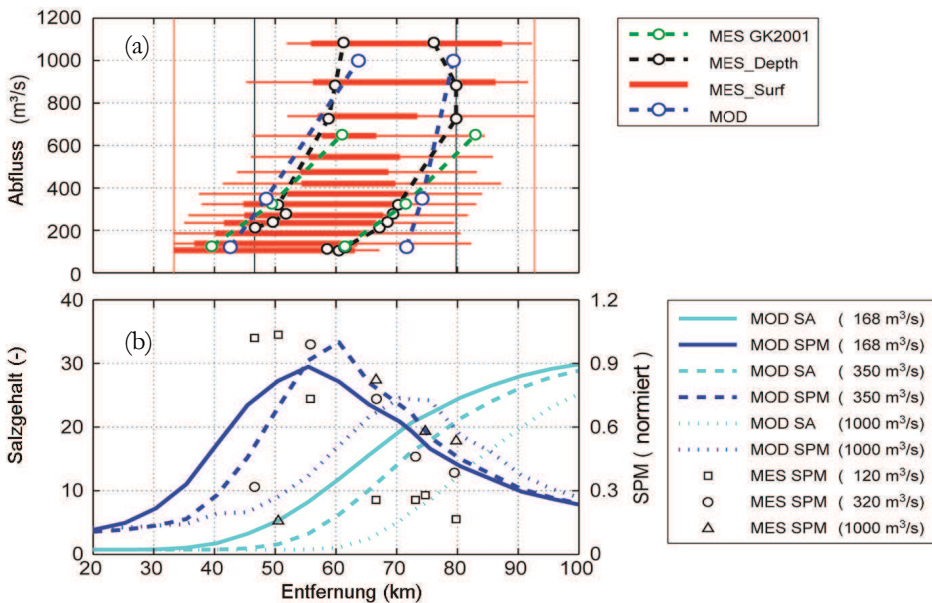 1200
1000
800
600
400
200
0
Abfluss (m³/s)
(a)
MES GK2001
MES_Depth
MES_Surf
MOD
40
30
20
10
0
Salzgehalt (-)
(b)
1.2
0.9
0.6
0.3
0
SPM ( normiert)
20 30 40 50 60 70 80 90 100
Entfernung (km)
MOD SA ( 168 m³/s)
MOD SPM ( 168 m³/s)
MOD SA ( 350 m³/s)
MOD SPM ( 350 m³/s)
MOD SA (1000 m³/s)
MOD SPM (1000 m³/s)
MES SPM ( 120 m³/s)
MES SPM ( 320 m³/s)
MES SPM (1000 m³/s)